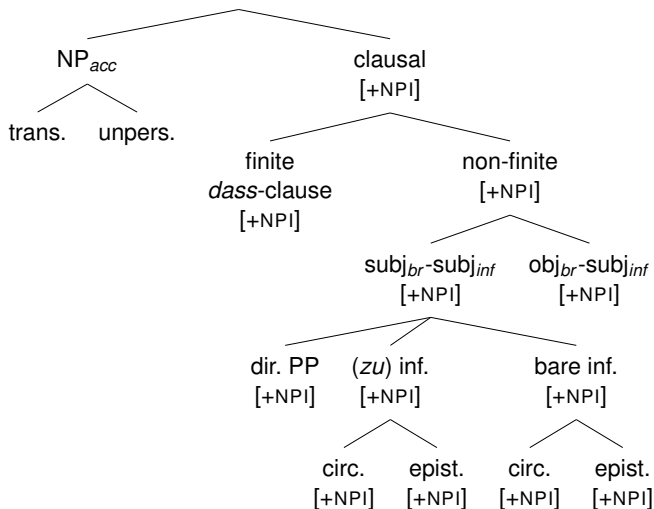 NPacc clausal
[+NPI]
trans. unpers.
finite non-finite
dass-clause [+NPI]
[+NPI]
subjbr-subjinf objbr-subjinf
[+NPI] [+NPI]
dir. PP (zu) inf. bare inf.
[+NPI] [+NPI] [+NPI]
circ. epist. circ. epist.
[+NPI] [+NPI] [+NPI] [+NPI]